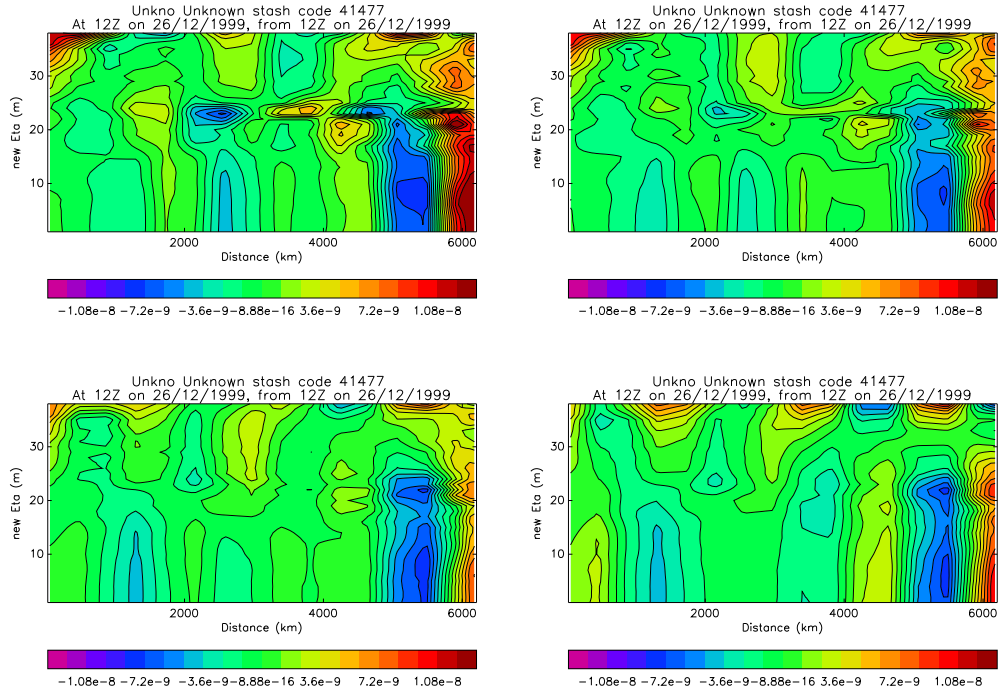 Unkno Unknown stash code 41477
At 12Z on 26/12/1999, from 12Z on 26/12/1999
new Eta (m)
30
20
10
2000 4000 6000
Distance (km)
−1.08e−8 −7.2e−9 −3.6e−9 −8.88e−16 3.6e−9 7.2e−9 1.08e−8
Unkno Unknown stash code 41477
At 12Z on 26/12/1999, from 12Z on 26/12/1999
new Eta (m)
30
20
10
2000 4000 6000
Distance (km)
−1.08e−8 −7.2e−9 −3.6e−9 −8.88e−16 3.6e−9 7.2e−9 1.08e−8
Unkno Unknown stash code 41477
At 12Z on 26/12/1999, from 12Z on 26/12/1999
new Eta (m)
30
20
10
2000 4000 6000
Distance (km)
−1.08e−8 −7.2e−9 −3.6e−9 −8.88e−16 3.6e−9 7.2e−9 1.08e−8
Unkno Unknown stash code 41477
At 12Z on 26/12/1999, from 12Z on 26/12/1999
new Eta (m)
30
20
10
2000 4000 6000
Distance (km)
−1.08e−8 −7.2e−9 −3.6e−9 −8.88e−16 3.6e−9 7.2e−9 1.08e−8